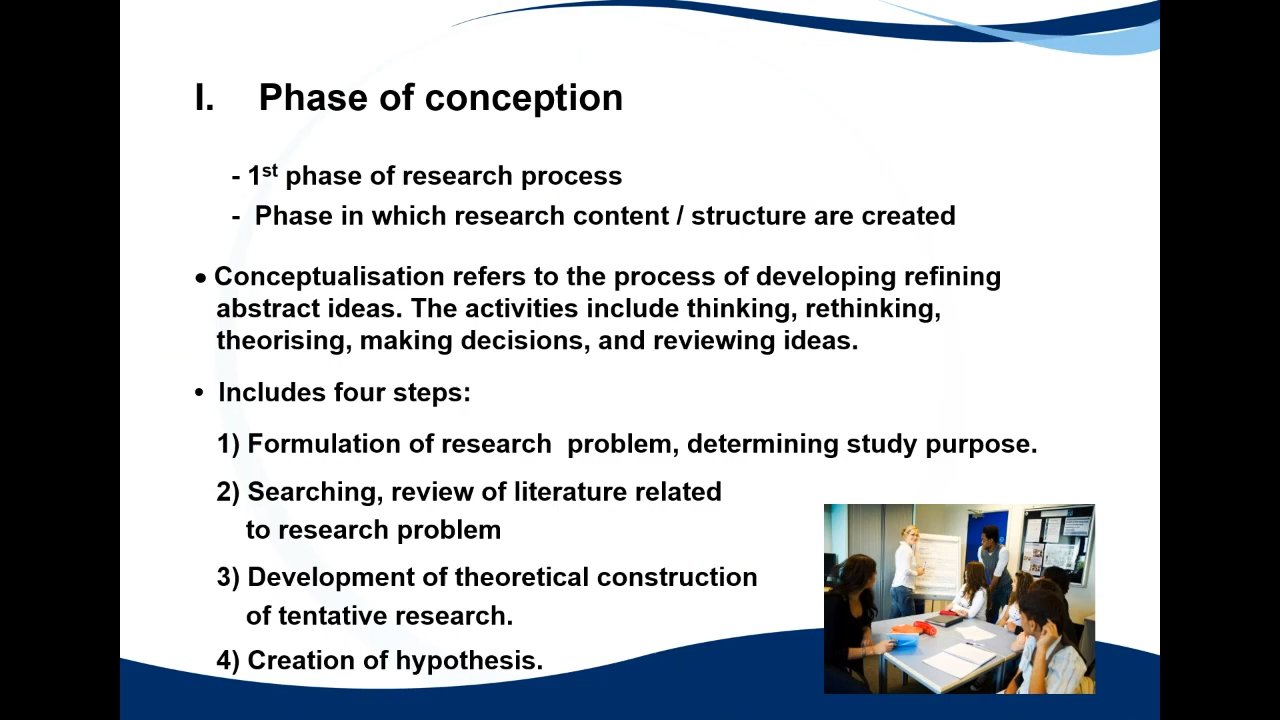 I. Phase of conception
- 1st phase of research process
- Phase in which research content / structure are created
• Conceptualisation refers to the process of developing refining
abstract ideas. The activities include thinking, rethinking,
theorising, making decisions, and reviewing ideas.
• Includes four steps:
1) Formulation of research  problem, determining study purpose.
2) Searching, review of literature related
to research problem
3) Development of theoretical construction
of tentative research.
4) Creation of hypothesis.